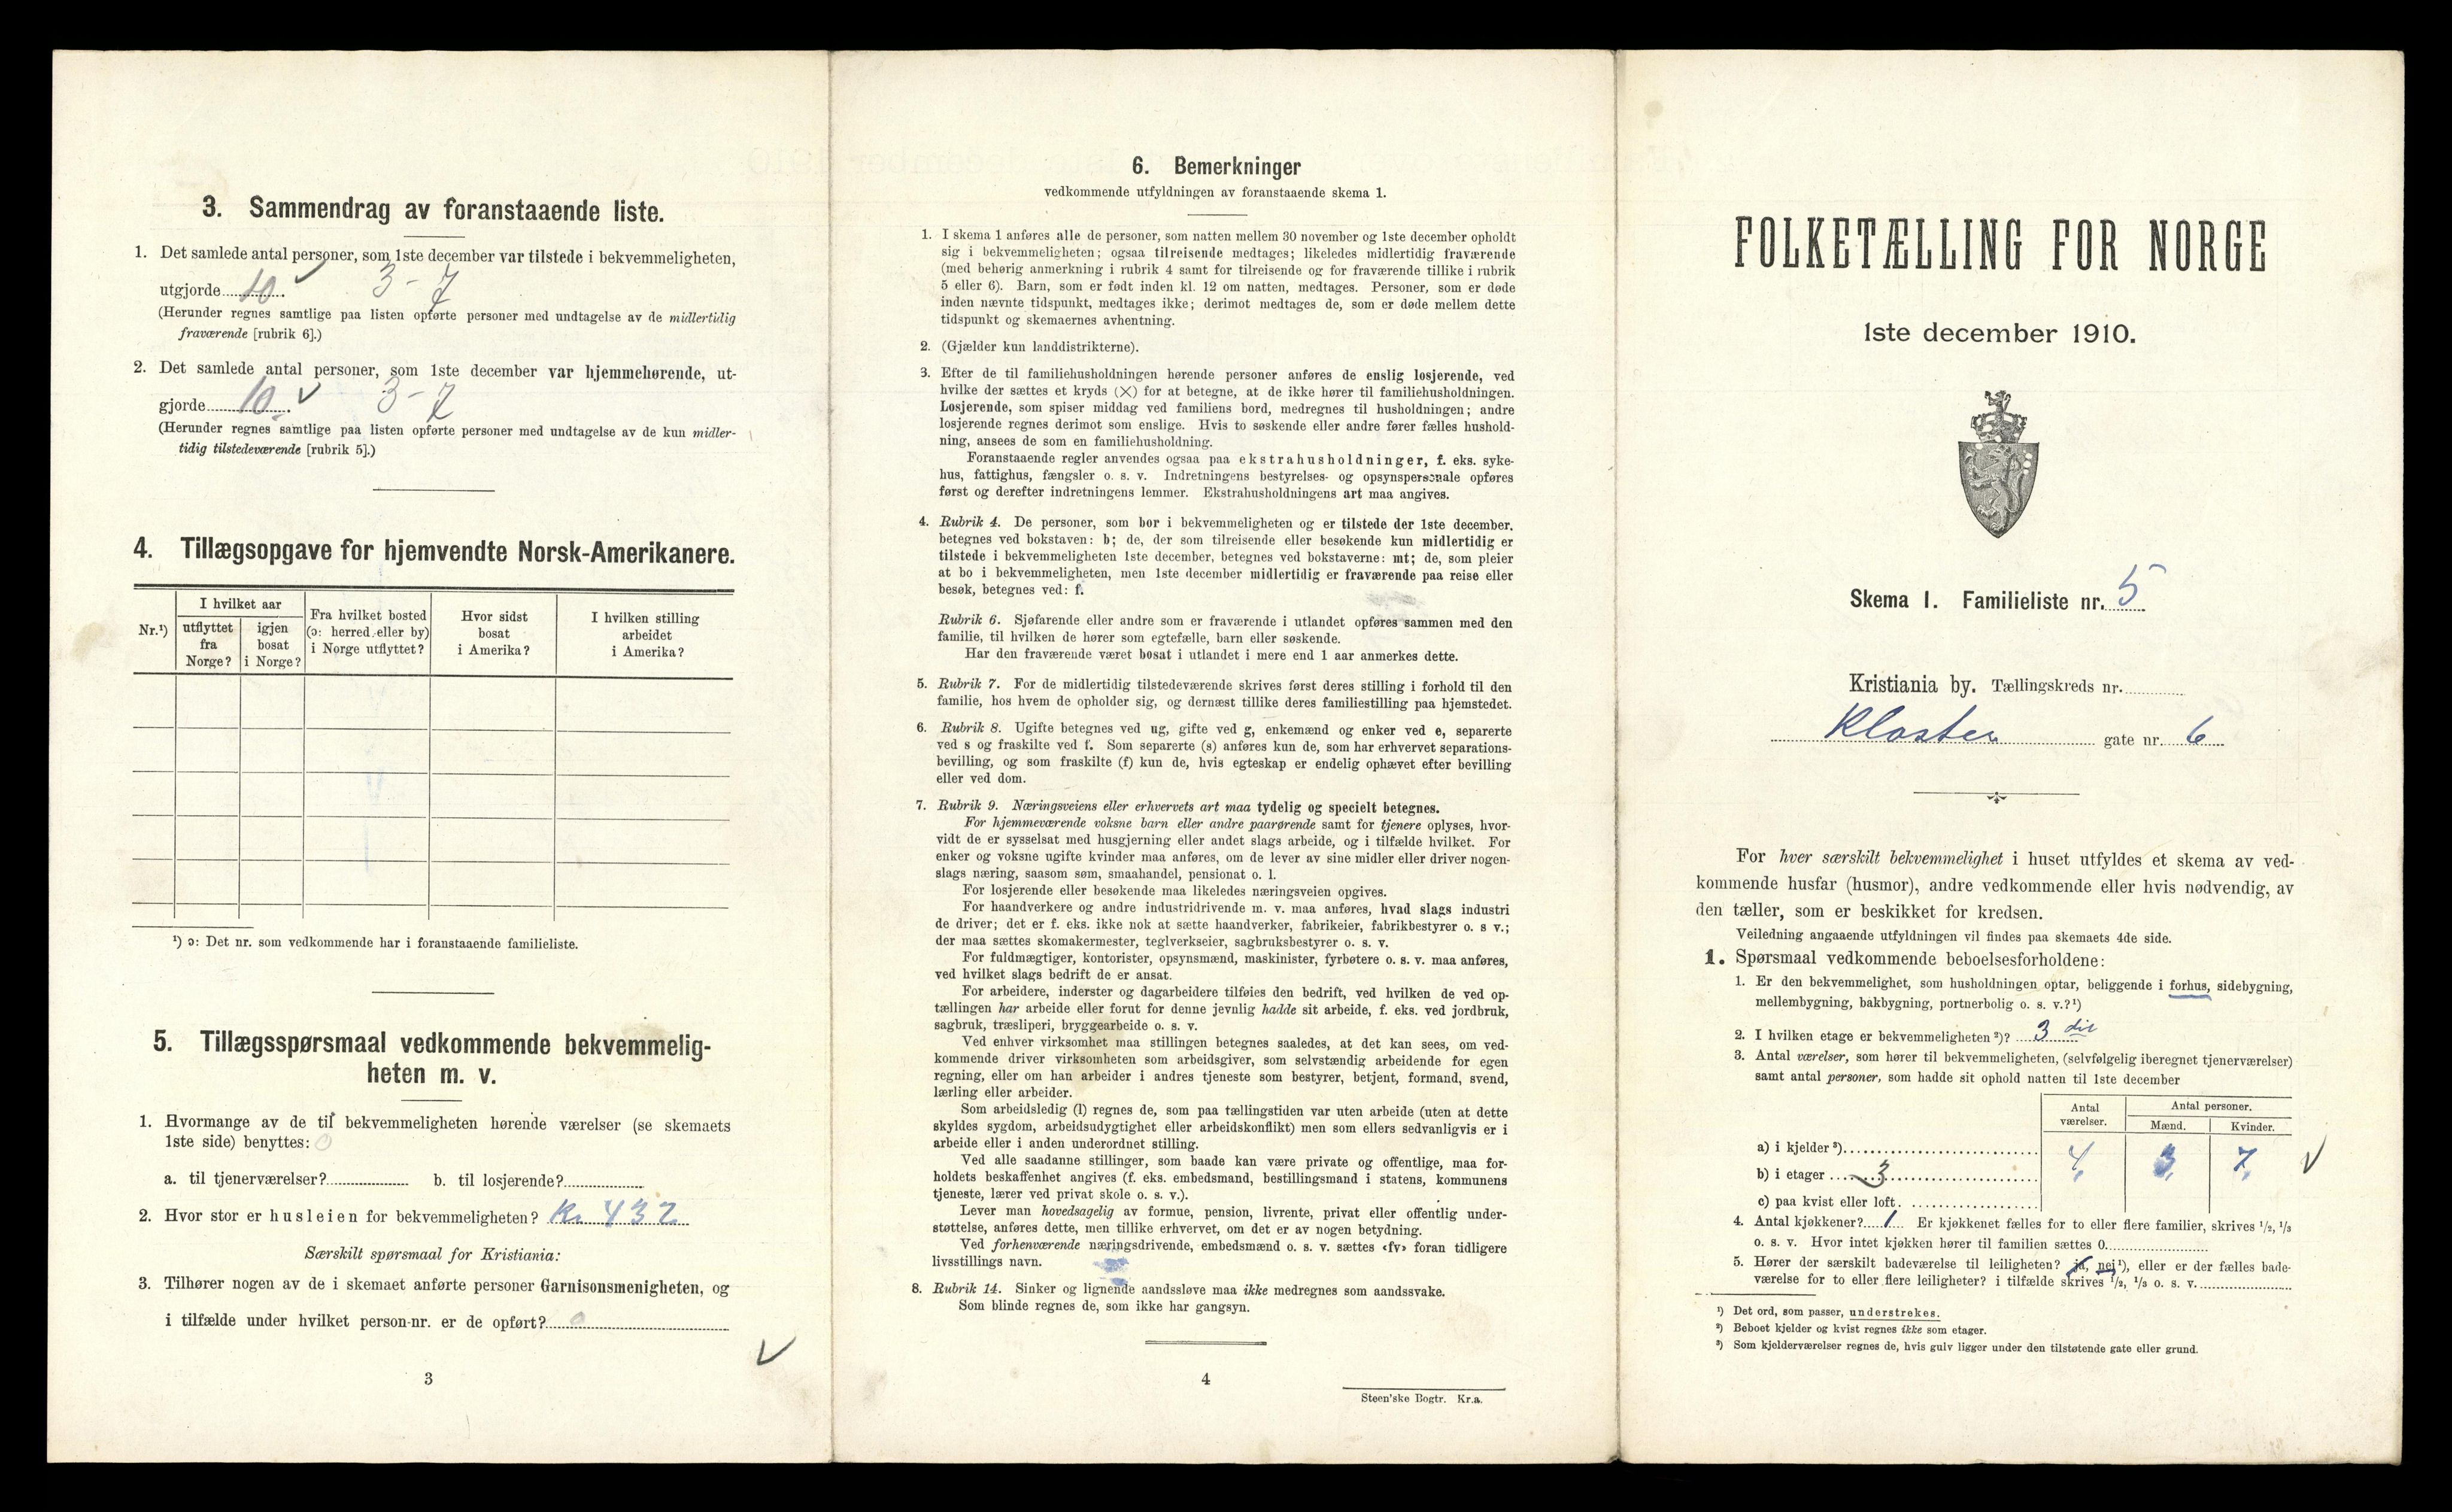 3. Sammendrag av foranstaaende liste.
1. Det samlede antal personer, som 1ste december var tilstede i bekvemmeligheten,
utgjorde 10. 3 - 7
(Herunder regnes samtlige paa listen opførte personer med undtagelse av de midlertidig
fraværende [rubrik 6].)
2. Det samlede antal personer, som 1ste december var hjemmehørende, ut-
gjorde 10. 3 - 7
(Herunder regnes samtlige paa listen opførte personer med undtagelse av de kun midler-
tidig tilstedeværende [rubrik 5].)
4. Tillægsopgave for hjemvendte Norsk-Amerikanere.
Nr.¹)
I hvilket aar
utflyttet fra Norge?
igjen bosat i Norge?
Fra hvilket bosted (ɔ: herred eller by) i Norge utflyttet?
Hvor sidst bosat i Amerika?
I hvilken stilling arbeidet i Amerika?
¹) ɔ: Det nr. som vedkommende har i foranstaaende familieliste.
5. Tillægsspørsmaal vedkommende bekvemmelig-
heten m. v.
1. Hvormange av de til bekvemmeligheten hørende værelser (se skemaets
1ste side) benyttes: 0
a. til tjenerværelser? b. til losjerende?
2. Hvor stor er husleien for bekvemmeligheten? Kr. 432
Særskilt spørsmaal for Kristiania:
3. Tilhører nogen av de i skemaet anførte personer Garnisonsmenigheten, og
i tilfælde under hvilket person-nr. er de opført? 0
3
6. Bemerkninger
vedkommende utfyldningen av foranstaaende skema 1.
1. I skema 1 anføres alle de personer, som natten mellem 30 november og 1ste december opholdt
sig i bekvemmeligheten; ogsaa tilreisende medtages; likeledes midlertidig fraværende
(med behørig anmerkning i rubrik 4 samt for tilreisende og for fraværende tillike i rubrik
5 eller 6). Barn, som er født inden kl. 12 om natten, medtages. Personer, som er døde
inden nævnte tidspunkt, medtages ikke; derimot medtages de, som er døde mellem dette
tidspunkt og skemaernes avhentning.
2. (Gjælder kun landdistrikterne).
3. Efter de til familiehusholdningen hørende personer anføres de enslig losjerende, ved
hvilke der sættes et kryds (×) for at betegne, at de ikke hører til familiehusholdningen.
Losjerende, som spiser middag ved familiens bord, medregnes til husholdningen; andre
losjerende regnes derimot som enslige. Hvis to søskende eller andre fører fælles hushold-
ning, ansees de som en familiehusholdning.
Foranstaaende regler anvendes ogsaa paa ekstrahusholdninger, f. eks. syke-
hus, fattighus, fængsler o. s. v. Indretningens bestyrelses- og opsynspersonale opføres
først og derefter indretningens lemmer. Ekstrahusholdningens art maa angives.
4. Rubrik 4. De personer, som bor i bekvemmeligheten og er tilstede der 1ste december,
betegnes ved bokstaven: b; de, der som tilreisende eller besøkende kun midlertidig er
tilstede i bekvemmeligheten 1ste december, betegnes ved bokstaverne: mt; de, som pleier
at bo i bekvemmeligheten, men 1ste december midlertidig er fraværende paa reise eller
besøk, betegnes ved: f.
Rubrik 6. Sjøfarende eller andre som er fraværende i utlandet opføres sammen med den
familie, til hvilken de hører som egtefælle, barn eller søskende.
Har den fraværende været bosat i utlandet i mere end 1 aar anmerkes dette.
5. Rubrik 7. For de midlertidig tilstedeværende skrives først deres stilling i forhold til den
familie, hos hvem de opholder sig, og dernæst tillike deres familiestilling paa hjemstedet.
6. Rubrik 8. Ugifte betegnes ved ug, gifte ved g, enkemænd og enker ved e, separerte
ved s og fraskilte ved f. Som separerte (s) anføres kun de, som har erhvervet separations-
bevilling, og som fraskilte (f) kun de, hvis egteskap er endelig ophævet efter bevilling
eller ved dom.
7. Rubrik 9. Næringsveiens eller erhvervets art maa tydelig og specielt betegnes.
For hjemmeværende voksne barn eller andre paarørende samt for tjenere oplyses, hvor-
vidt de er sysselsat med husgjerning eller andet slags arbeide, og i tilfælde hvilket. For
enker og voksne ugifte kvinder maa anføres, om de lever av sine midler eller driver nogen-
slags næring, saasom søm, smaahandel, pensionat o. l.
For losjerende eller besøkende maa likeledes næringsveien opgives.
For haandverkere og andre industridrivende m. v. maa anføres, hvad slags industri
de driver; det er f. eks. ikke nok at sætte haandverker, fabrikeier, fabrikbestyrer o. s v.;
der maa sættes skomakermester, teglverkseier, sagbruksbestyrer o. s. v.
For fuldmægtiger, kontorister, opsynsmænd, maskinister, fyrbøtere o. s. v. maa anføres,
ved hvilket slags bedrift de er ansat.
For arbeidere, inderster og dagarbeidere tilføies den bedrift, ved hvilken de ved op-
tællingen har arbeide eller forut for denne jevnlig hadde sit arbeide, f. eks. ved jordbruk,
sagbruk, træsliperi, bryggearbeide o. s. v.
Ved enhver virksomhet maa stillingen betegnes saaledes, at det kan sees, om ved-
kommende driver virksomheten som arbeidsgiver, som selvstændig arbeidende for egen
regning, eller om han arbeider i andres tjeneste som bestyrer, betjent, formand, svend,
lærling eller arbeider.
Som arbeidsledig (l) regnes de, som paa tællingstiden var uten arbeide (uten at dette
skyldes sygdom, arbeidsudygtighet eller arbeidskonflikt) men som ellers sedvanligvis er i
arbeide eller i anden underordnet stilling.
Ved alle saadanne stillinger, som baade kan være private og offentlige, maa for-
holdets beskaffenhet angives (f. eks. embedsmand, bestillingsmand i statens, kommunens
tjeneste, lærer ved privat skole o. s. v.).
Lever man hovedsagelig av formue, pension, livrente, privat eller offentlig under-
støttelse, anføres dette, men tillike erhvervet, om det er av nogen betydning.
Ved forhenværende næringsdrivende, embedsmænd o. s. v. sættes «fv» foran tidligere
livsstillings navn.
8. Rubrik 14. Sinker og lignende aandssløve maa ikke medregnes som aandssvake.
Som blinde regnes de, som ikke har gangsyn.
4
Steen'ske Bogtr. Kr.a.
FOLKETÆLLING FOR NORGE
1ste december 1910.
Skema 1. Familieliste nr. 5
Kristiania by. Tællingskreds nr.
Kloster gate nr. 6
For hver særskilt bekvemmelighet i huset utfyldes et skema av ved-
kommende husfar (husmor), andre vedkommende eller hvis nødvendig, av
den tæller, som er beskikket for kredsen.
Veiledning angaaende utfyldningen vil findes paa skemaets 4de side.
1. Spørsmaal vedkommende beboelsesforholdene:
1. Er den bekvemmelighet, som husholdningen optar, beliggende i forhus, sidebygning,
mellembygning, bakbygning, portnerbolig o. s. v.?¹)
2. I hvilken etage er bekvemmeligheten²)? 3
3. Antal værelser, som hører til bekvemmeligheten, (selvfølgelig iberegnet tjenerværelser)
samt antal personer, som hadde sit ophold natten til 1ste december
Antal værelser. Antal personer.
Mænd. Kvinder.
a) i kjelder³)
b) i etager 3 4 3 7
c) paa kvist eller loft
4. Antal kjøkkener? 1 Er kjøkkenet fælles for to eller flere familier, skrives ¹/₂, ¹/₃
o. s. v. Hvor intet kjøkken hører til familien sættes 0.
5. Hører der særskilt badeværelse til leiligheten? ja, nei¹), eller er der fælles bade-
værelse for to eller flere leiligheter? i tilfælde skrives ¹/₂, ¹/₃ o. s. v.
¹) Det ord, som passer, understrekes.
²) Beboet kjelder og kvist regnes ikke som etager.
³) Som kjelderværelser regnes de, hvis gulv ligger under den tilstøtende gate eller grund.